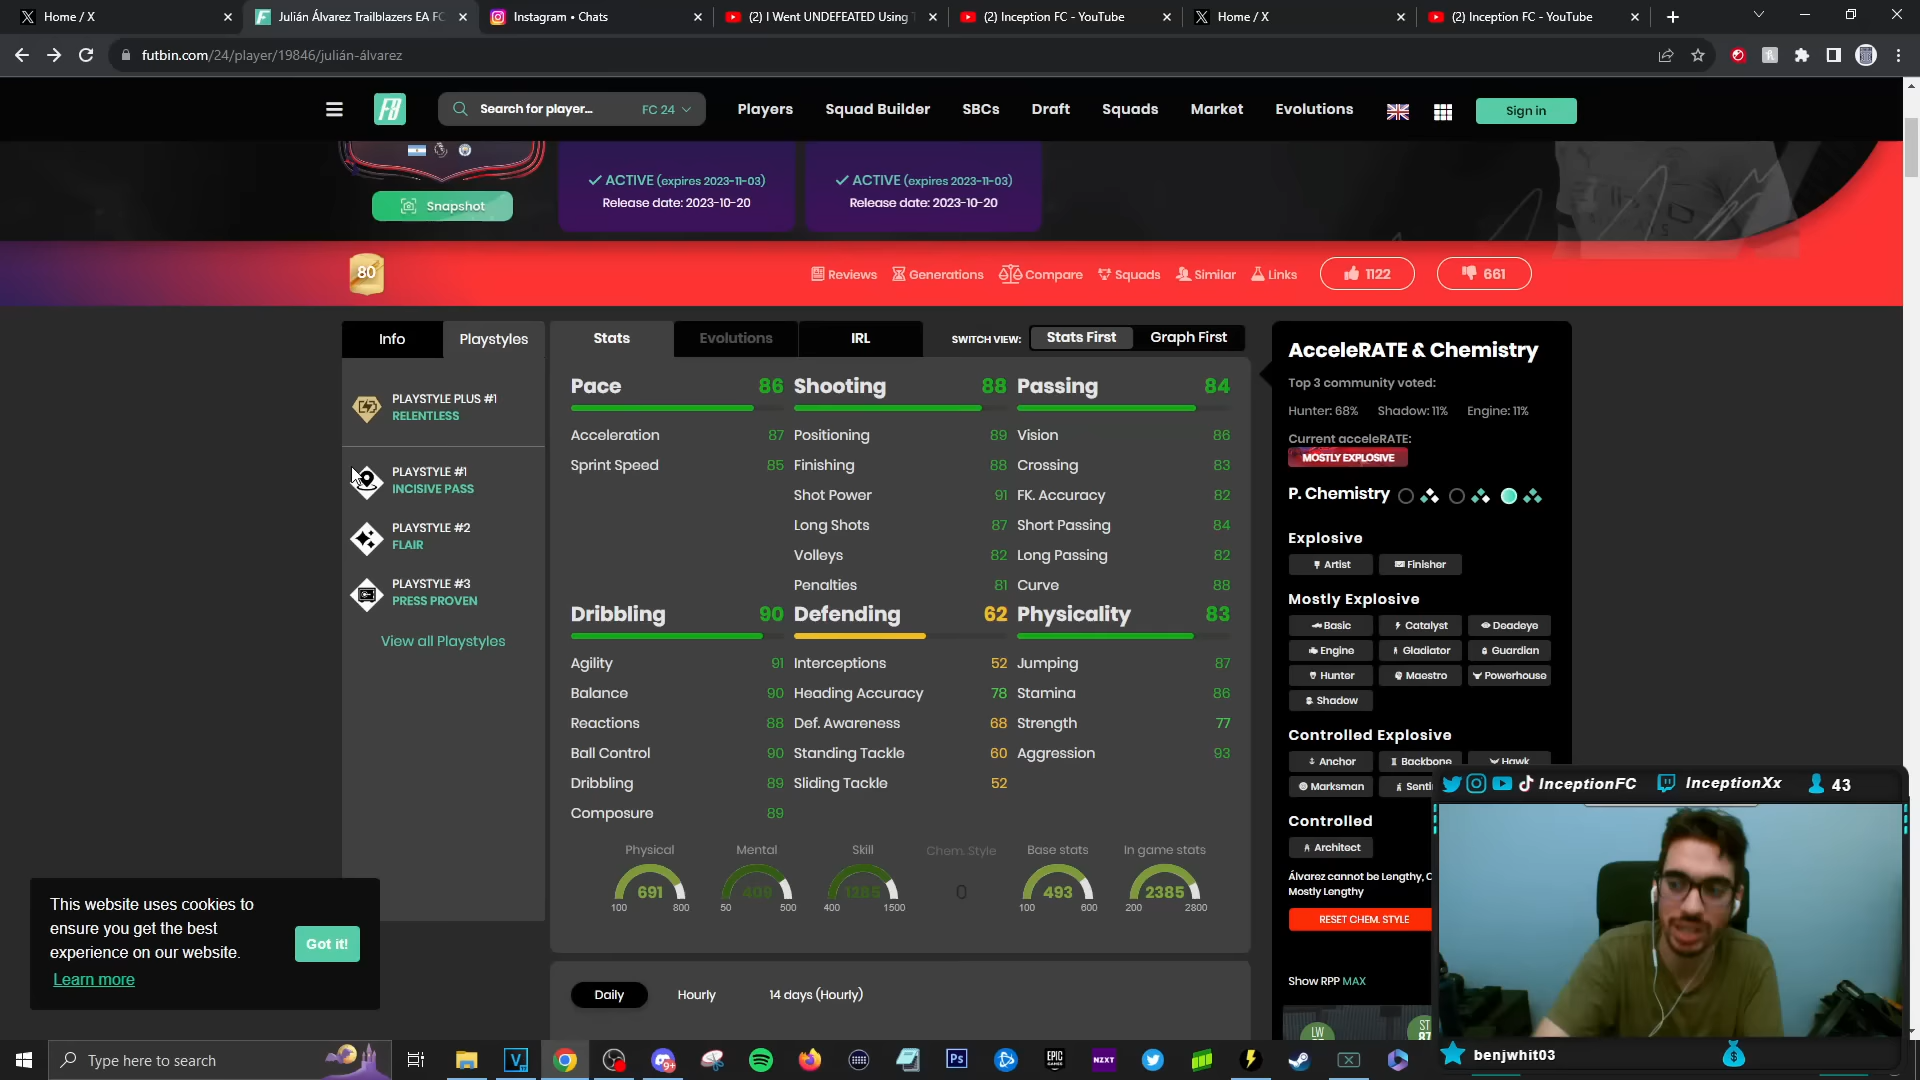 Home / X
Julián Álvarez Trailblazers EA FC
Instagram • Chats
(2) I Went UNDEFEATED Using
(2) Inception FC - YouTube
Home / X
(2) Inception FC - YouTube
futbin.com/24/player/19846/julián-álvarez
FB
Search for player...
FC 24
Players
Squad Builder
SBCs
Draft
Squads
Market
Evolutions
Sign in
ACTIVE (expires 2023-11-03)
Release date: 2023-10-20
ACTIVE (expires 2023-11-03)
Release date: 2023-10-20
Snapshot
80
Reviews
Generations
Compare
Squads
Similar
Links
1122
661
Info
Playstyles
PLAYSTYLE PLUS #1
RELENTLESS
PLAYSTYLE #1
INCISIVE PASS
PLAYSTYLE #2
FLAIR
PLAYSTYLE #3
PRESS PROVEN
View all Playstyles
Stats
Evolutions
IRL
SWITCH VIEW:
Stats First
Graph First
Pace 86
Acceleration 87
Sprint Speed 85
Shooting 88
Positioning 89
Finishing 88
Shot Power 91
Long Shots 87
Volleys 82
Penalties 81
Passing 84
Vision 86
Crossing 83
FK. Accuracy 82
Short Passing 84
Long Passing 82
Curve 88
Dribbling 90
Agility 91
Balance 90
Reactions 88
Ball Control 90
Dribbling 89
Composure 89
Defending 62
Interceptions 52
Heading Accuracy 78
Def. Awareness 68
Standing Tackle 60
Sliding Tackle 52
Physicality 83
Jumping 87
Stamina 86
Strength 77
Aggression 93
Physical
691
100 800
Mental
409
50 500
Skill
1285
400 1500
Chem. Style
0
Base stats
493
100 600
In game stats
2385
200 2800
Daily
Hourly
14 days (Hourly)
AcceleRATE & Chemistry
Top 3 community voted:
Hunter: 68% Shadow: 11% Engine: 11%
Current acceleRATE:
MOSTLY EXPLOSIVE
P. Chemistry
Explosive
Artist
Finisher
Mostly Explosive
Basic
Catalyst
Deadeye
Engine
Gladiator
Guardian
Hunter
Maestro
Powerhouse
Shadow
Controlled Explosive
Anchor
Backbone
Hawk
Marksman
Senti
Controlled
Architect
Álvarez cannot be Lengthy, C
Mostly Lengthy
RESET CHEM. STYLE
Show RPP MAX
LW
ST
87
This website uses cookies to
ensure you get the best
experience on our website.
Learn more
Got it!
InceptionFC
InceptionXx
43
benjwhit03
Type here to search
V
9+
Ps
EPIC
GAMES
NZXT